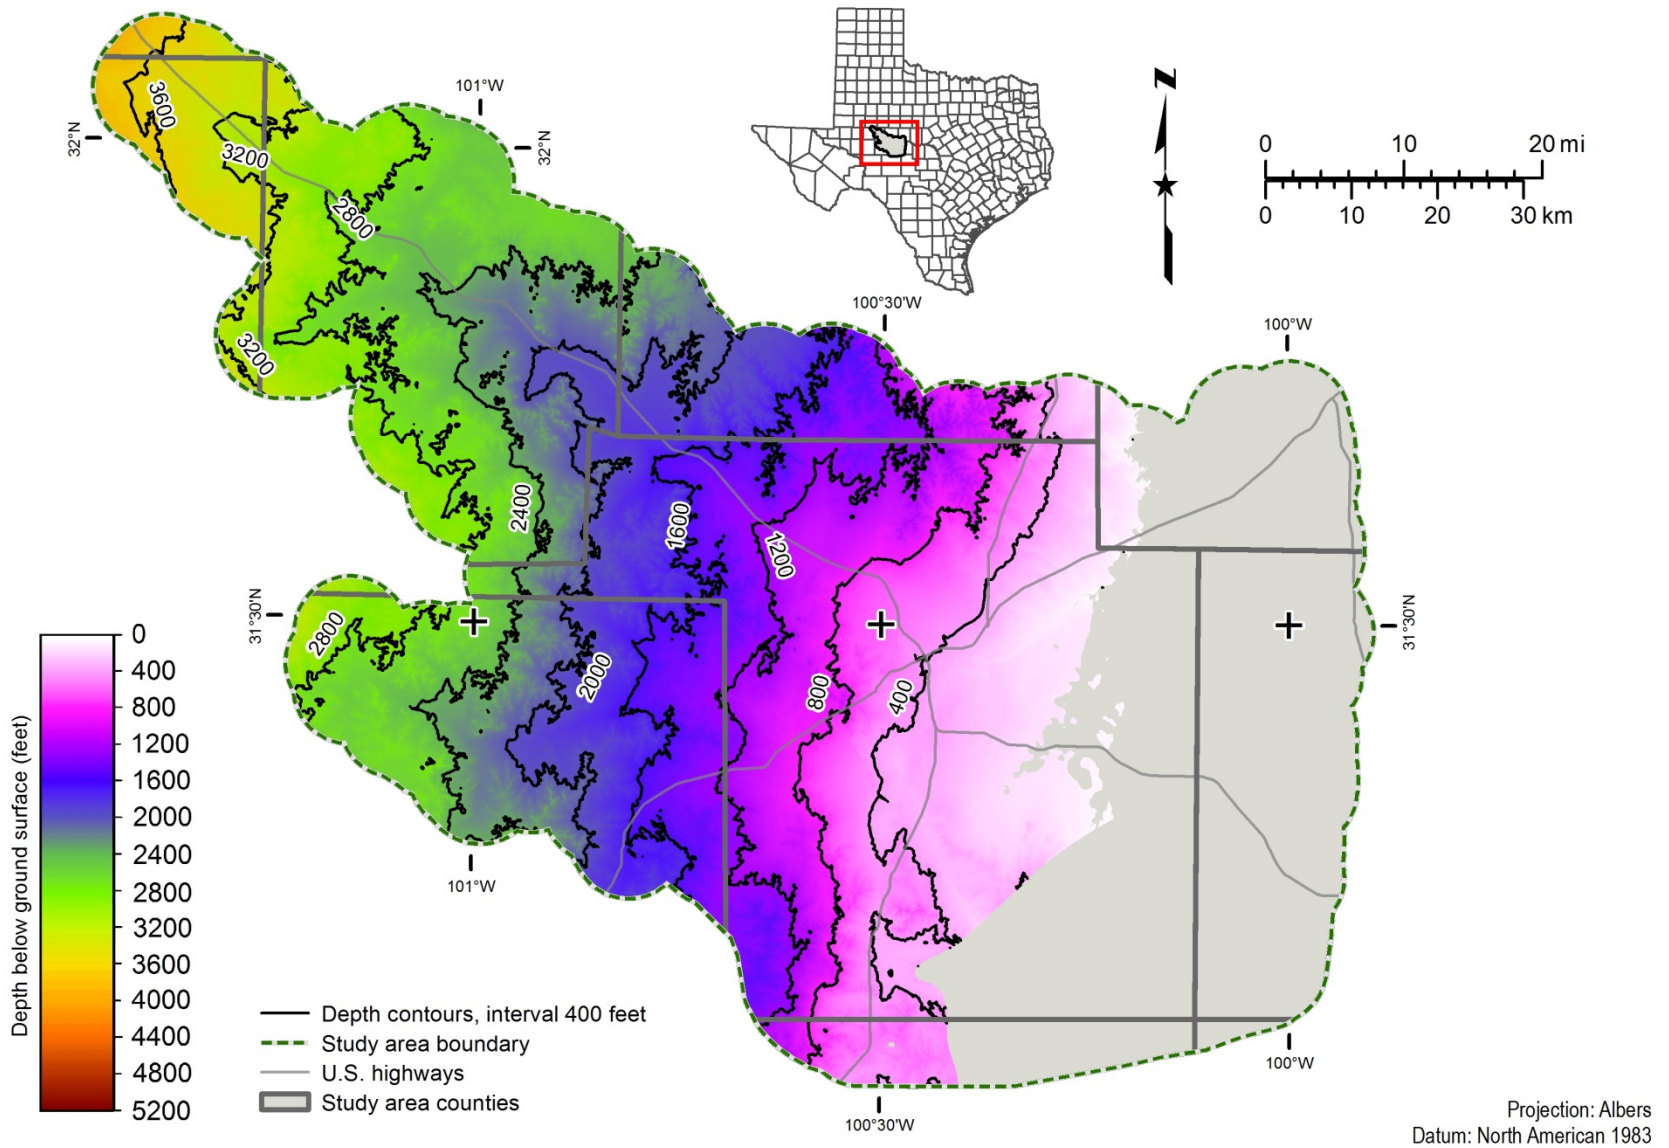 101°W
32°N
32°N
3600
3200
2800
3200
N
0 10 20 mi
0 10 20 30 km
100°30'W
100°W
2400
1600
1200
31°30'N
31°30'N
2800
2000
800
400
Depth below ground surface (feet)
0
400
800
1200
1600
2000
2400
2800
3200
3600
4000
4400
4800
5200
101°W
Depth contours, interval 400 feet
Study area boundary
U.S. highways
Study area counties
100°30'W
100°W
Projection: Albers
Datum: North American 1983